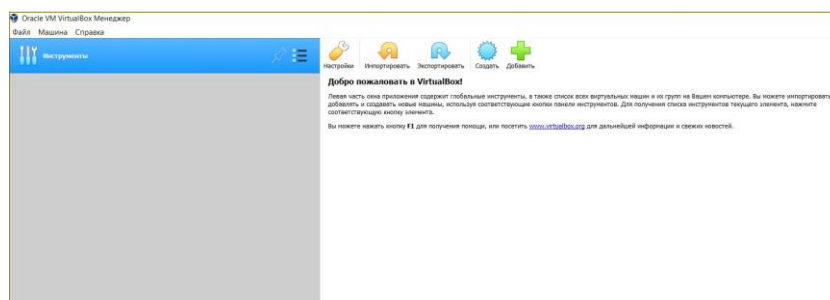 Oracle VM VirtualBox Менеджер
Файл Машина Справка
Инструменты
Настройки Импортировать Экспортировать Создать Добавить
Добро пожаловать в VirtualBox!
Левая часть окна приложения содержит глобальные инструменты, а также список всех виртуальных машин и их групп на Вашем компьютере. Вы можете импортировать,
добавлять и создавать новые машины, используя соответствующие кнопки панели инструментов. Для получения списка инструментов текущего элемента, нажмите
соответствующую кнопку элемента.
Вы можете нажать кнопку F1 для получения помощи, или посетить www.virtualbox.org для дальнейшей информации и свежих новостей.